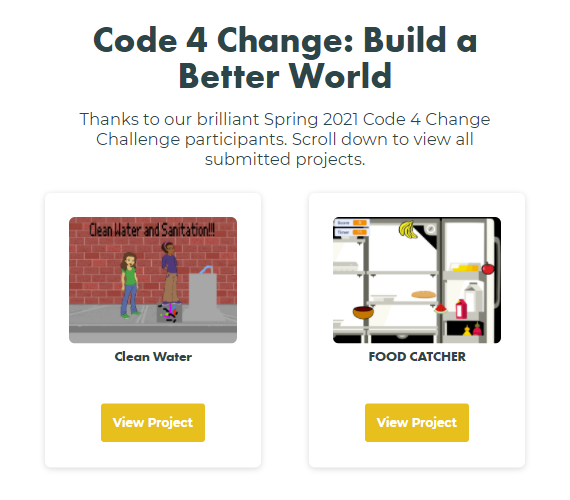 Code 4 Change: Build a
Better World
Thanks to our brilliant Spring 2021 Code 4 Change
Challenge participants. Scroll down to view all
submitted projects.
Clean Water and Sanitation!!!
Score
Timer
Clean Water
FOOD CATCHER
View Project
View Project